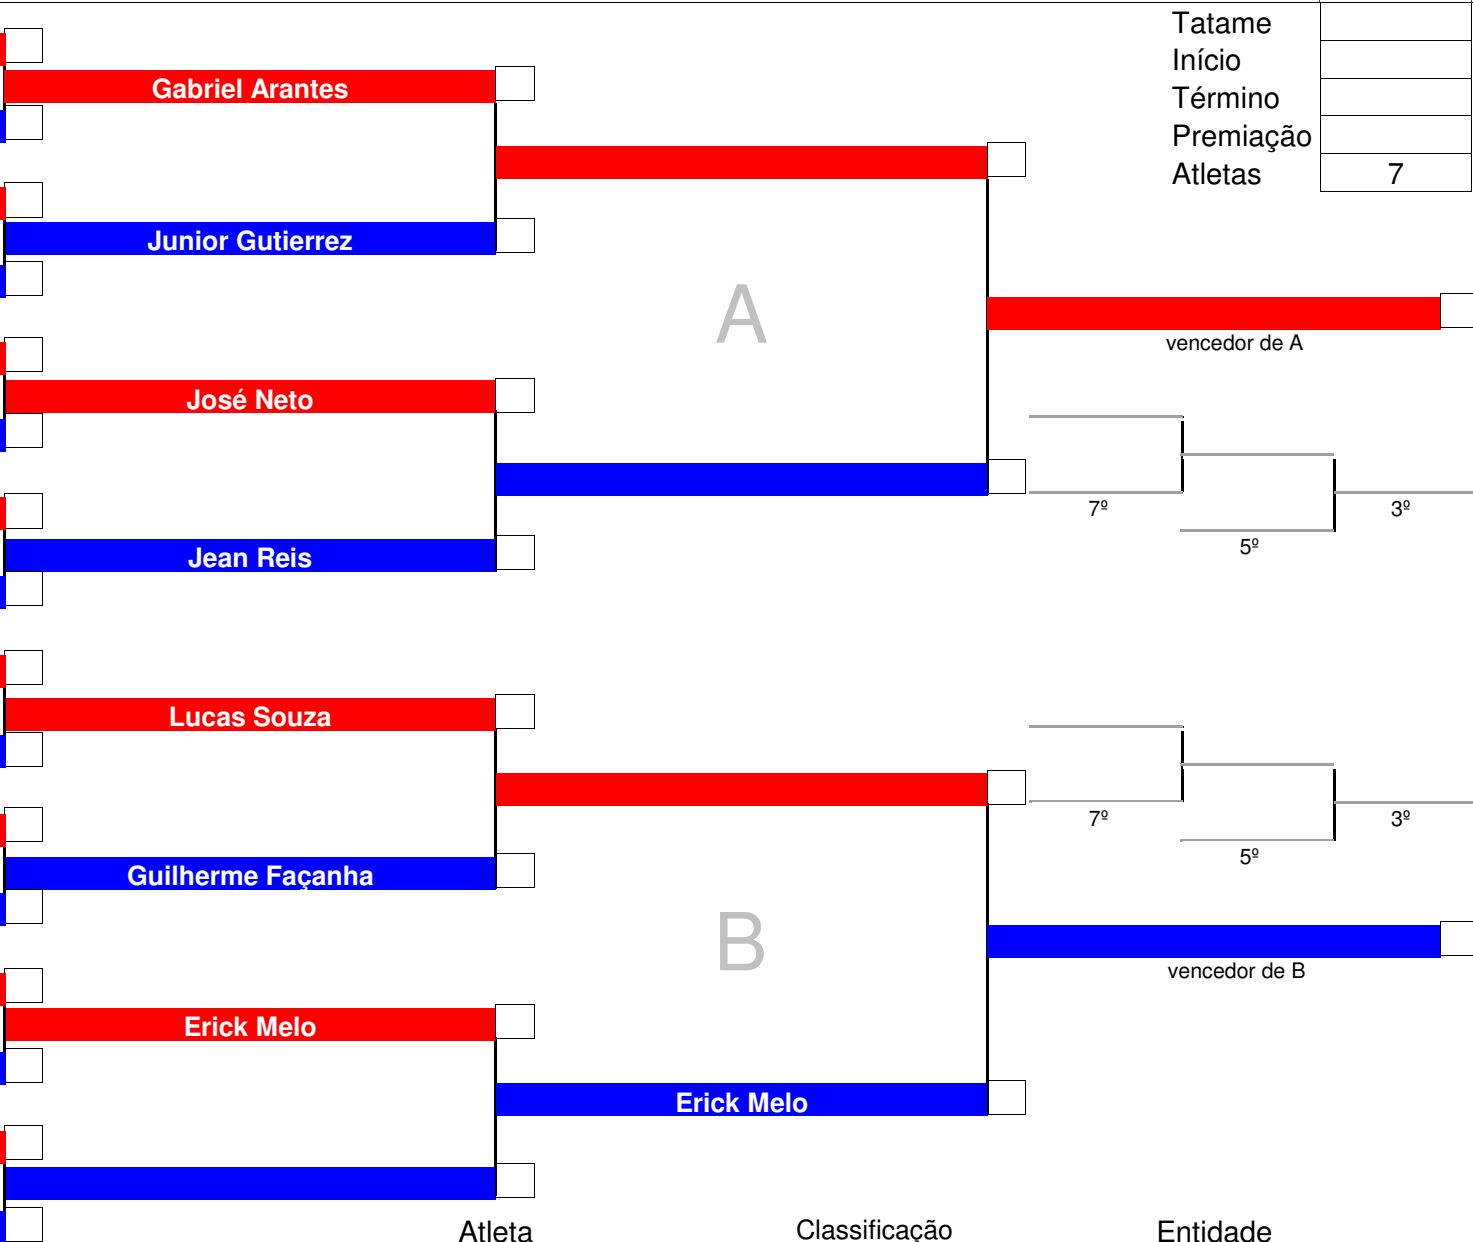 Tatame
Início
Término
Premiação
Atletas 7
Gabriel Arantes
Junior Gutierrez
A
vencedor de A
José Neto
7º
3º
5º
Jean Reis
Lucas Souza
7º
3º
5º
Guilherme Façanha
B
vencedor de B
Erick Melo
Erick Melo
Atleta Classificação Entidade